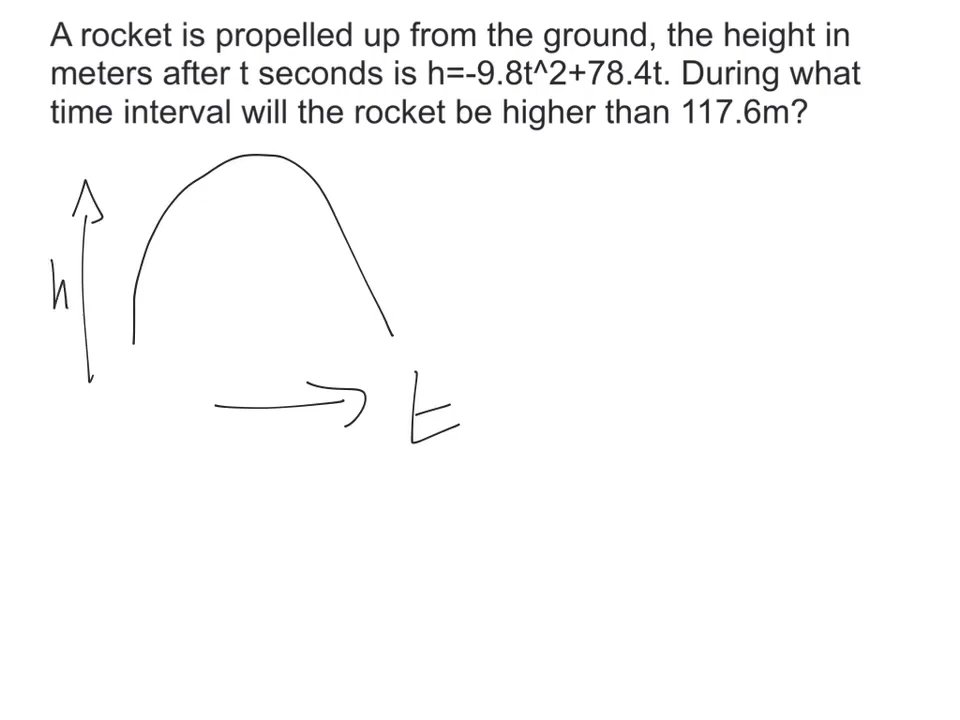 A rocket is propelled up from the ground, the height in
meters after t seconds is h=-9.8t^2+78.4t. During what
time interval will the rocket be higher than 117.6m?
h
t